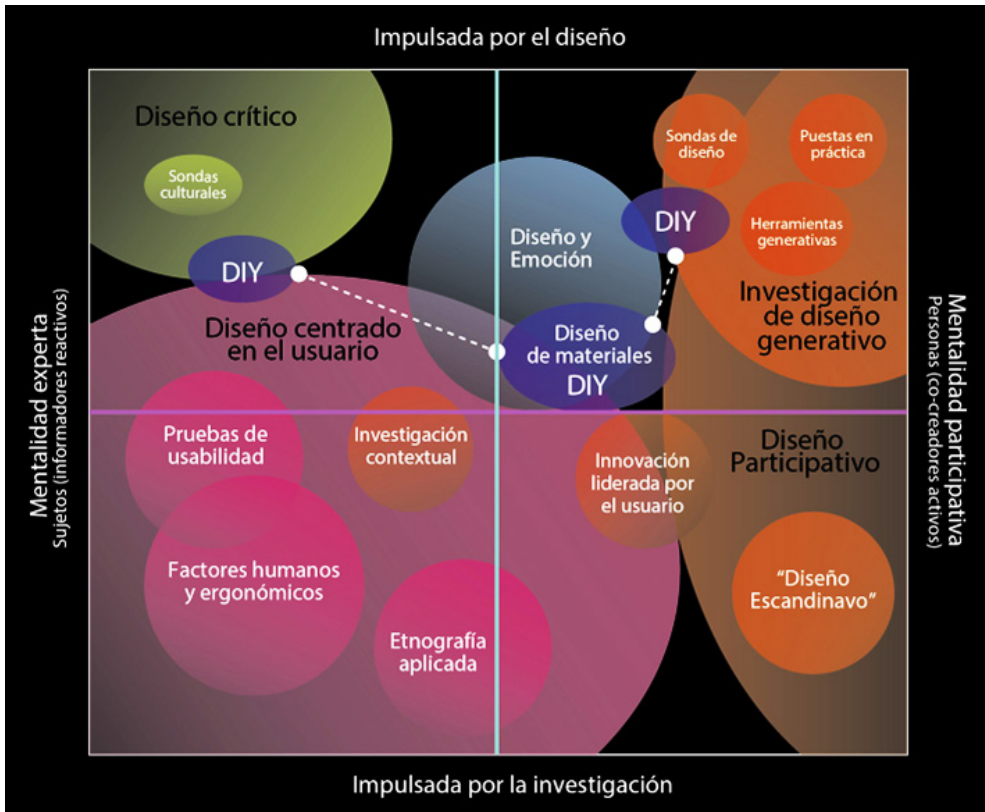 Impulsada por el diseño
Diseño crítico
Sondas
culturales
DIY
Diseño y
Emoción
DIY
Sondas de
diseño
Puestas en
práctica
Herramientas
generativas
Investigación
de diseño
generativo
Diseño centrado
en el usuario
Diseño
de materiales
DIY
Mentalidad experta
Sujetos (informadores reactivos)
Mentalidad participativa
Personas (co-creadores activos)
Pruebas de
usabilidad
Investigación
contextual
Innovación
liderada por
el usuario
Diseño
Participativo
Factores humanos
y ergonómicos
Etnografía
aplicada
“Diseño
Escandinavo”
Impulsada por la investigación